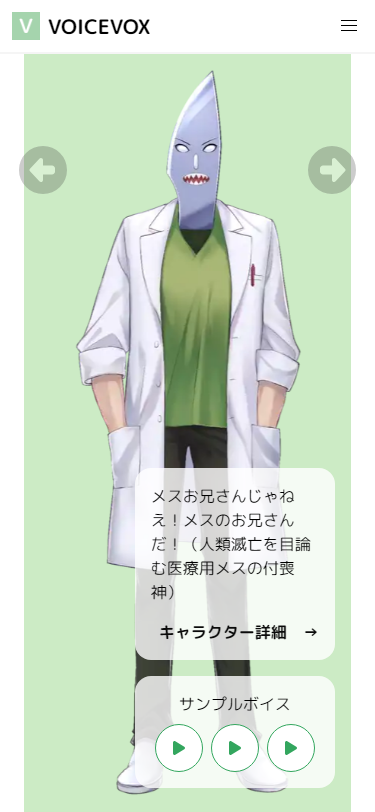 V VOICEVOX
メスお兄さんじゃね
え！メスのお兄さん
だ！（人類滅亡を目論
む医療用メスの付喪
神）
キャラクター詳細 →
サンプルボイス